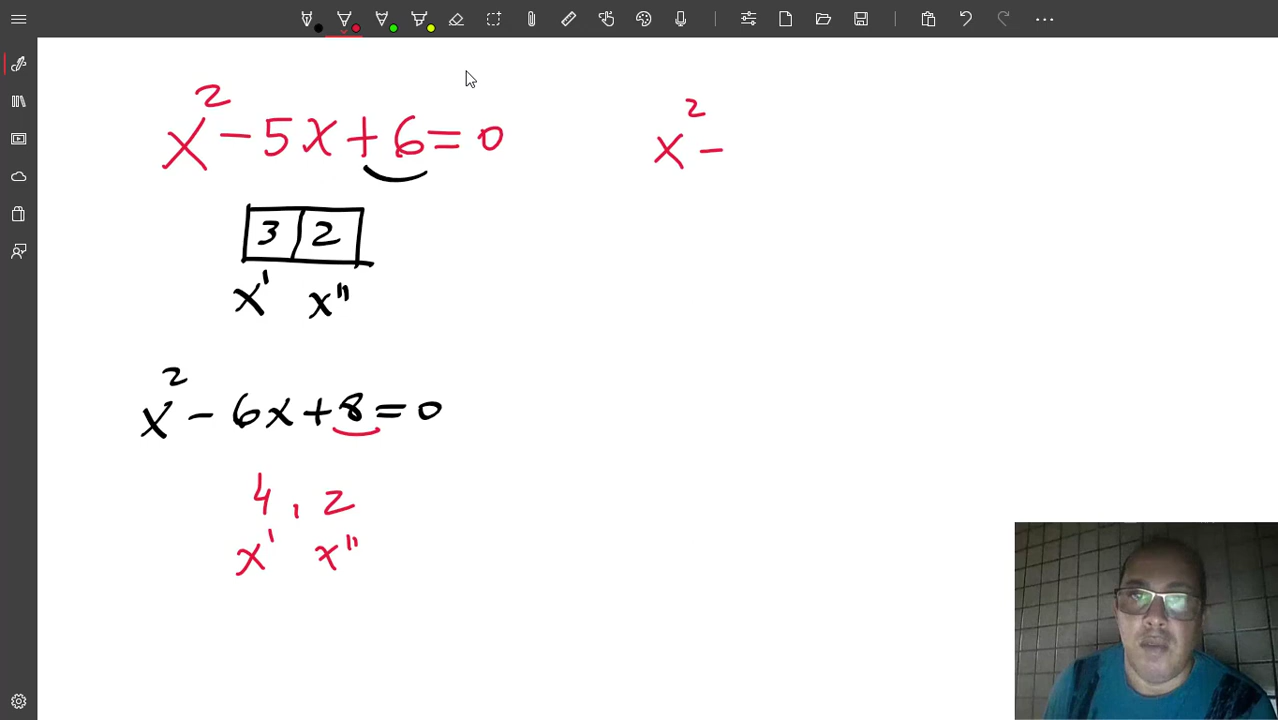 x² - 5x + 6 = 0
3 2
x' x"
x² - 6x + 8 = 0
4 , 2
x' x"
x² -